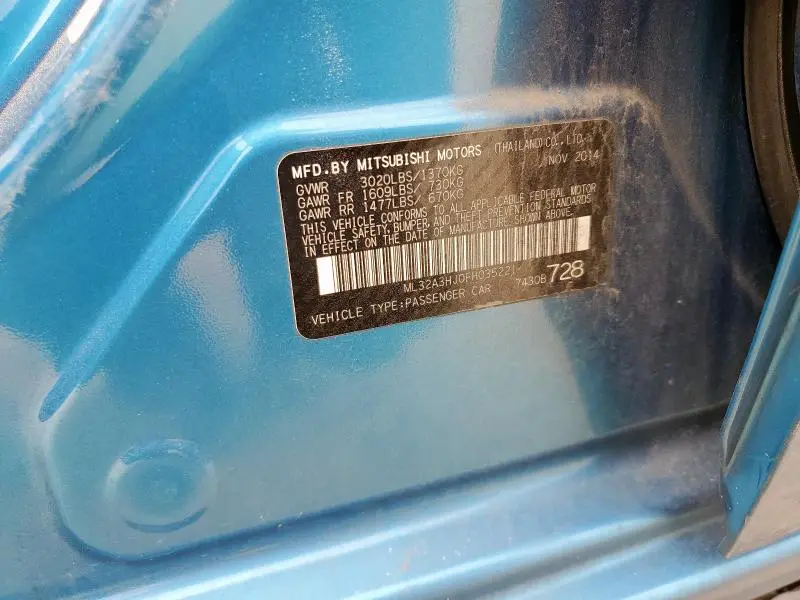 MFD.BY MITSUBISHI MOTORS (THAILAND)CO.,LTD.
NOV 2014
GVWR 3020LBS/1370KG
GAWR FR 1609LBS/ 730KG
GAWR RR 1477LBS/ 670KG
THIS VEHICLE CONFORMS TO ALL APPLICABLE FEDERAL MOTOR
VEHICLE SAFETY, BUMPER, AND THEFT PREVENTION STANDARDS
IN EFFECT ON THE DATE OF MANUFACTURE SHOWN ABOVE.
ML32A3HJ0FH035221
7430B 728
VEHICLE TYPE:PASSENGER CAR